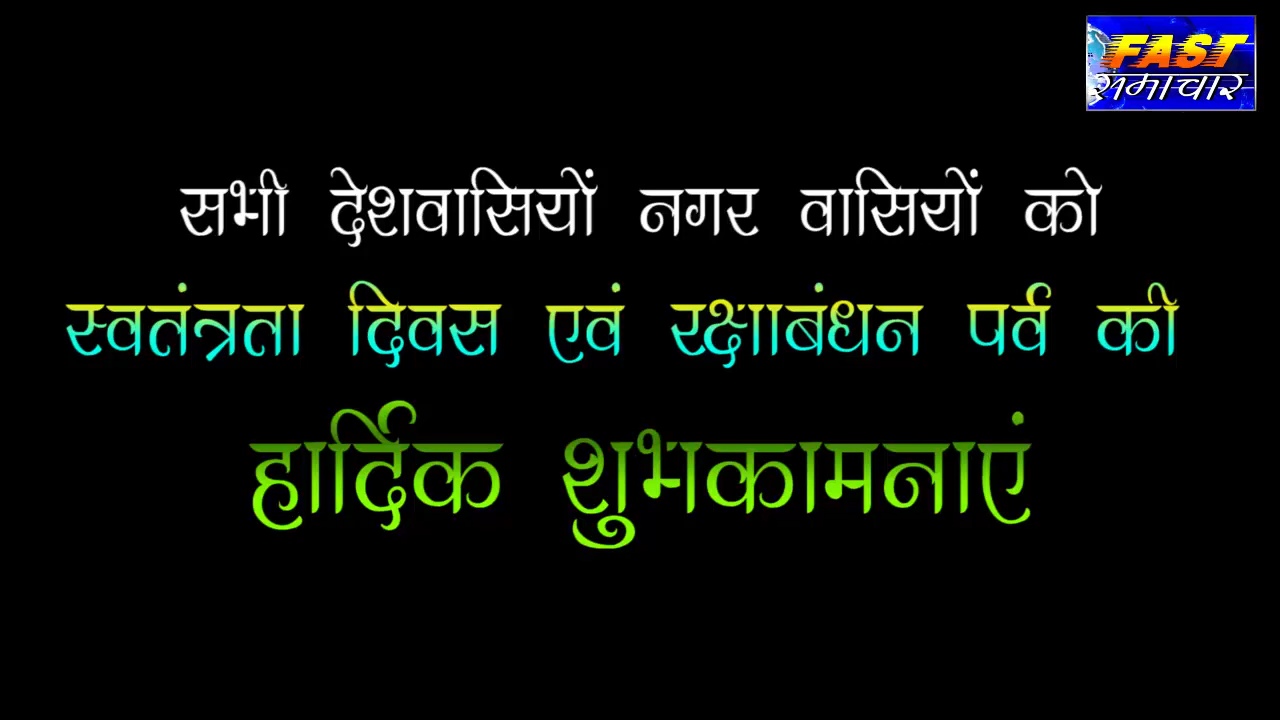 FAST
समाचार
सभी देशवासियों नगर वासियों को
स्वतंत्रता दिवस एवं रक्षाबंधन पर्व की
हार्दिक शुभकामनाएं